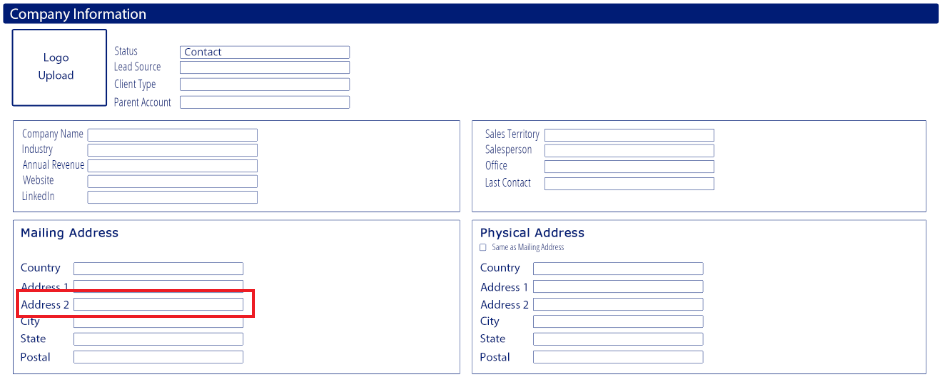 Company Information
Logo
Upload
Status Contact
Lead Source
Client Type
Parent Account
Company Name
Industry
Annual Revenue
Website
LinkedIn
Sales Territory
Salesperson
Office
Last Contact
Mailing Address
Country
Address 1
Address 2
City
State
Postal
Physical Address
Same as Mailing Address
Country
Address 1
Address 2
City
State
Postal